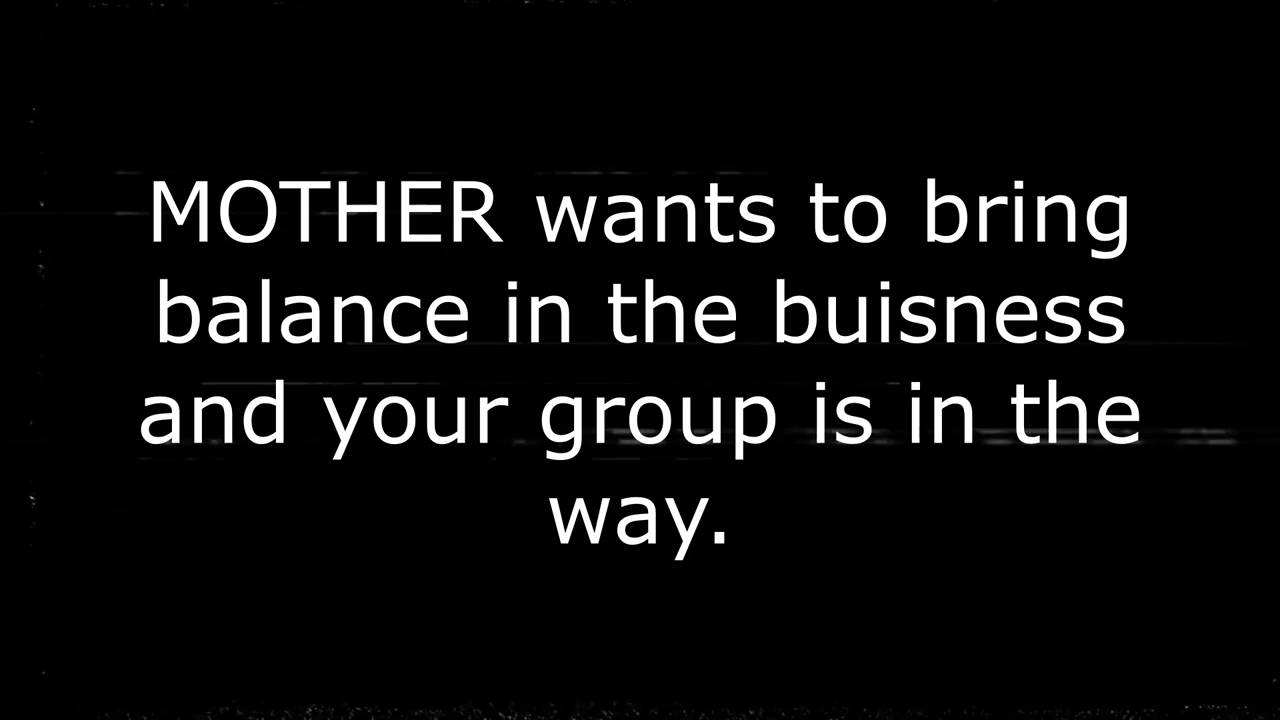 MOTHER wants to bring
balance in the buisness
and your group is in the
way.